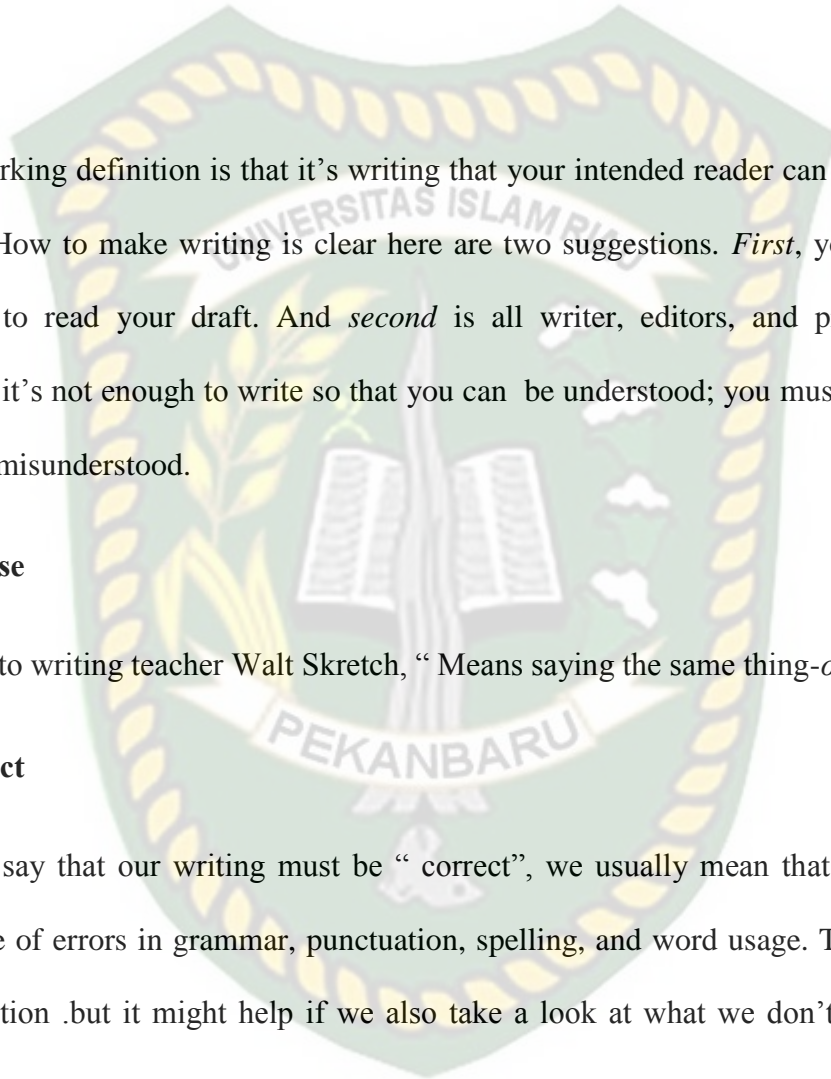 rking definition is that it’s writing that your intended reader can
UNIVERSITAS ISLAM RIAU
How to make writing is clear here are two suggestions. First, yo
to read your draft. And second is all writer, editors, and p
it’s not enough to write so that you can be understood; you mus
misunderstood.
se
to writing teacher Walt Skretch, “ Means saying the same thing-o
PEKANBARU
ct
say that our writing must be “ correct”, we usually mean that
e of errors in grammar, punctuation, spelling, and word usage. T
tion .but it might help if we also take a look at what we don’t